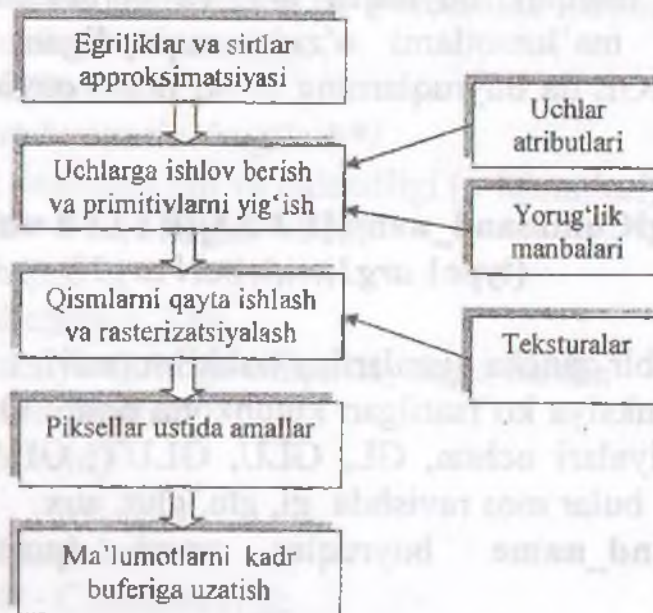 Egriliklar va sirtlar
approksimatsiyasi
Uchlar
atributlari
Uchlarga ishlov berish
va primitivlarni yig‘ish
Yorug‘lik
manbalari
Qismlarni qayta ishlash
va rasterizatsiyalash
Teksturalar
Piksellar ustida amallar
Ma’lumotlarni kadr
buferiga uzatish